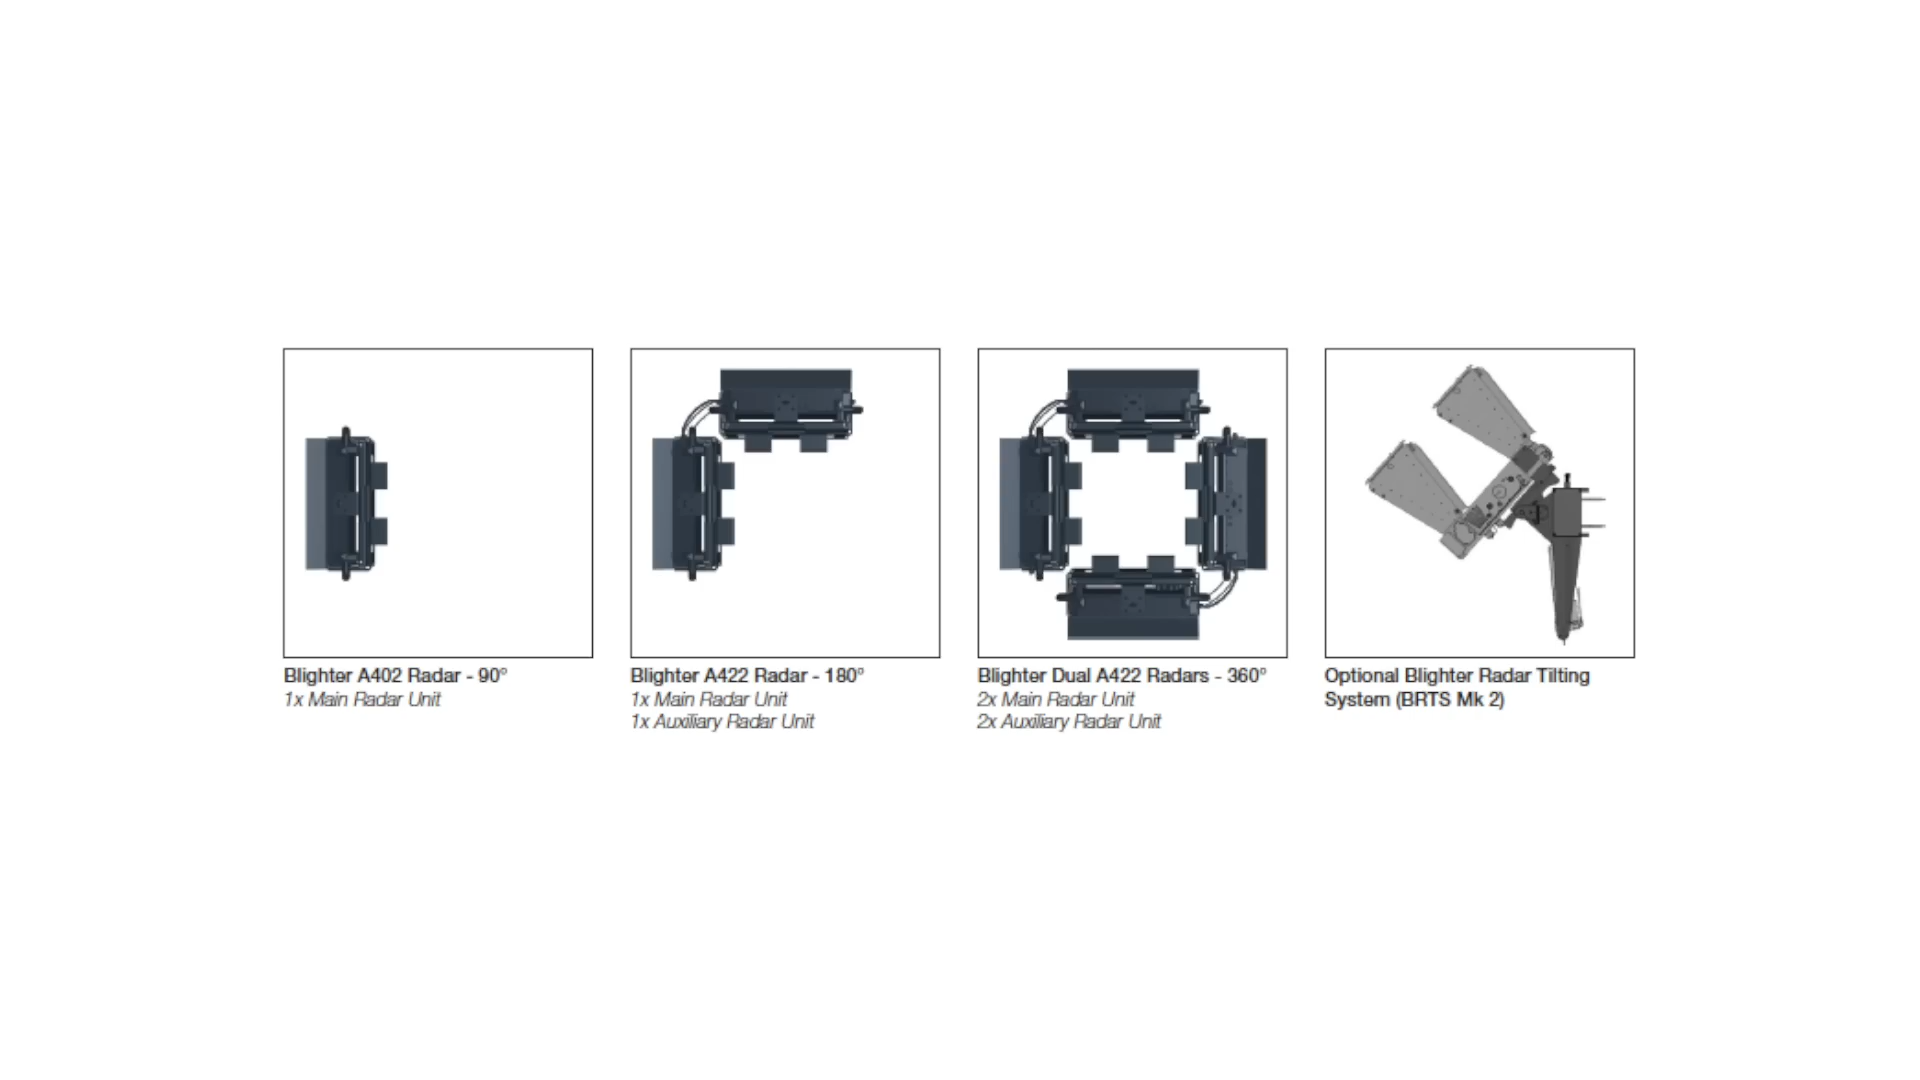 Blighter A402 Radar - 90°
1x Main Radar Unit
Blighter A422 Radar - 180°
1x Main Radar Unit
1x Auxiliary Radar Unit
Blighter Dual A422 Radars - 360°
2x Main Radar Unit
2x Auxiliary Radar Unit
Optional Blighter Radar Tilting
System (BRTS Mk 2)